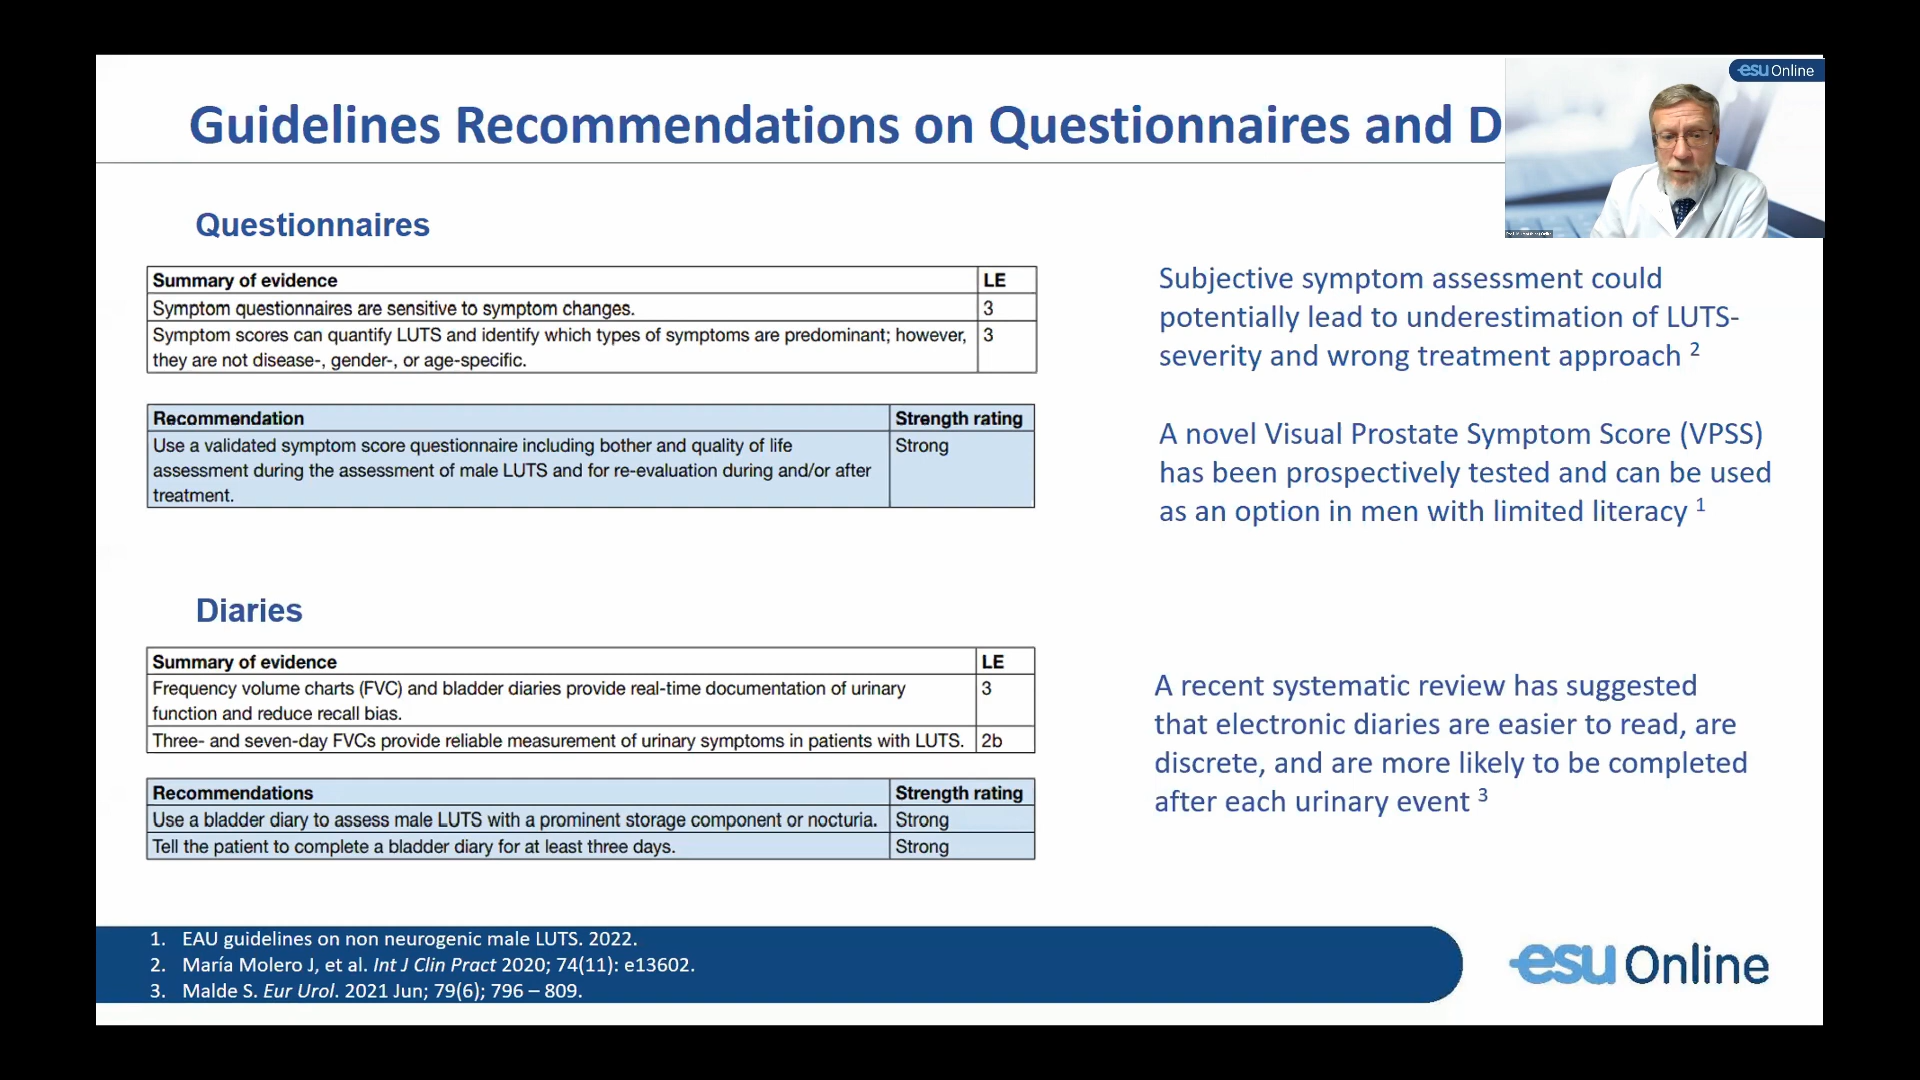 esu Online
Guidelines Recommendations on Questionnaires and D
Questionnaires
Summary of evidence LE
Symptom questionnaires are sensitive to symptom changes. 3
Symptom scores can quantify LUTS and identify which types of symptoms are predominant; however, 3
they are not disease-, gender-, or age-specific.
Recommendation Strength rating
Use a validated symptom score questionnaire including bother and quality of life Strong
assessment during the assessment of male LUTS and for re-evaluation during and/or after
treatment.
Subjective symptom assessment could
potentially lead to underestimation of LUTS-
severity and wrong treatment approach 2
A novel Visual Prostate Symptom Score (VPSS)
has been prospectively tested and can be used
as an option in men with limited literacy 1
Diaries
Summary of evidence LE
Frequency volume charts (FVC) and bladder diaries provide real-time documentation of urinary 3
function and reduce recall bias.
Three- and seven-day FVCs provide reliable measurement of urinary symptoms in patients with LUTS. 2b
Recommendations Strength rating
Use a bladder diary to assess male LUTS with a prominent storage component or nocturia. Strong
Tell the patient to complete a bladder diary for at least three days. Strong
A recent systematic review has suggested
that electronic diaries are easier to read, are
discrete, and are more likely to be completed
after each urinary event 3
1. EAU guidelines on non neurogenic male LUTS. 2022.
2. María Molero J, et al. Int J Clin Pract 2020; 74(11): e13602.
3. Malde S. Eur Urol. 2021 Jun; 79(6); 796 – 809.
esu Online